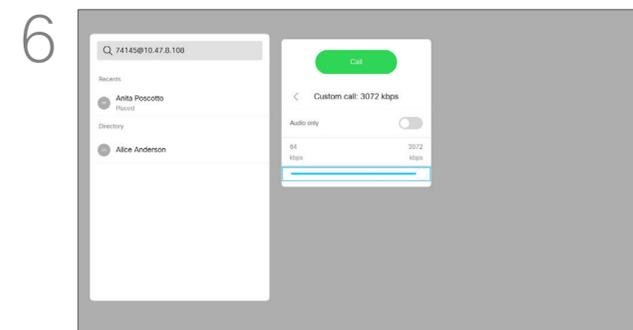 6
74145@10.47.8.108
Recents
Anita Poscotto
Placed
Directory
Alice Anderson
Call
Custom call: 3072 kbps
Audio only
64 3072
kbps kbps